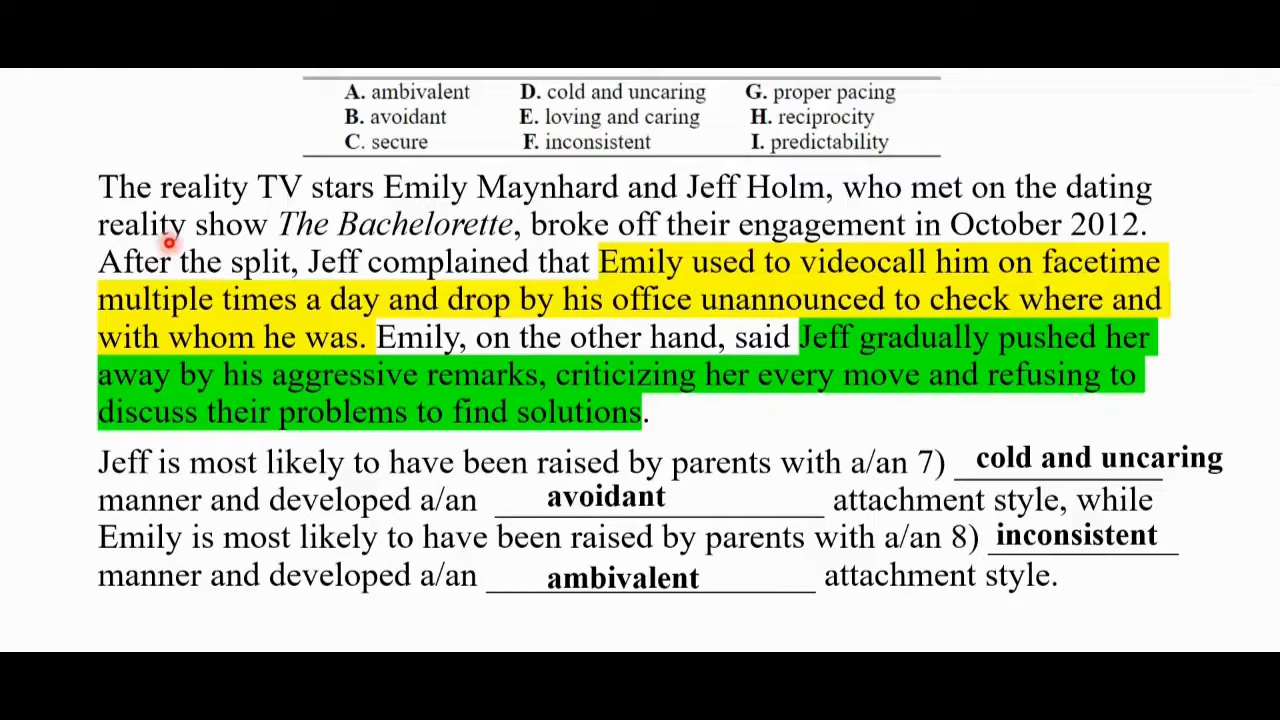 A. ambivalent D. cold and uncaring G. proper pacing
B. avoidant E. loving and caring H. reciprocity
C. secure F. inconsistent I. predictability
The reality TV stars Emily Maynhard and Jeff Holm, who met on the dating
reality show The Bachelorette, broke off their engagement in October 2012.
After the split, Jeff complained that Emily used to videocall him on facetime
multiple times a day and drop by his office unannounced to check where and
with whom he was. Emily, on the other hand, said Jeff gradually pushed her
away by his aggressive remarks, criticizing her every move and refusing to
discuss their problems to find solutions.
Jeff is most likely to have been raised by parents with a/an 7) cold and uncaring
manner and developed a/an avoidant attachment style, while
Emily is most likely to have been raised by parents with a/an 8) inconsistent
manner and developed a/an ambivalent attachment style.